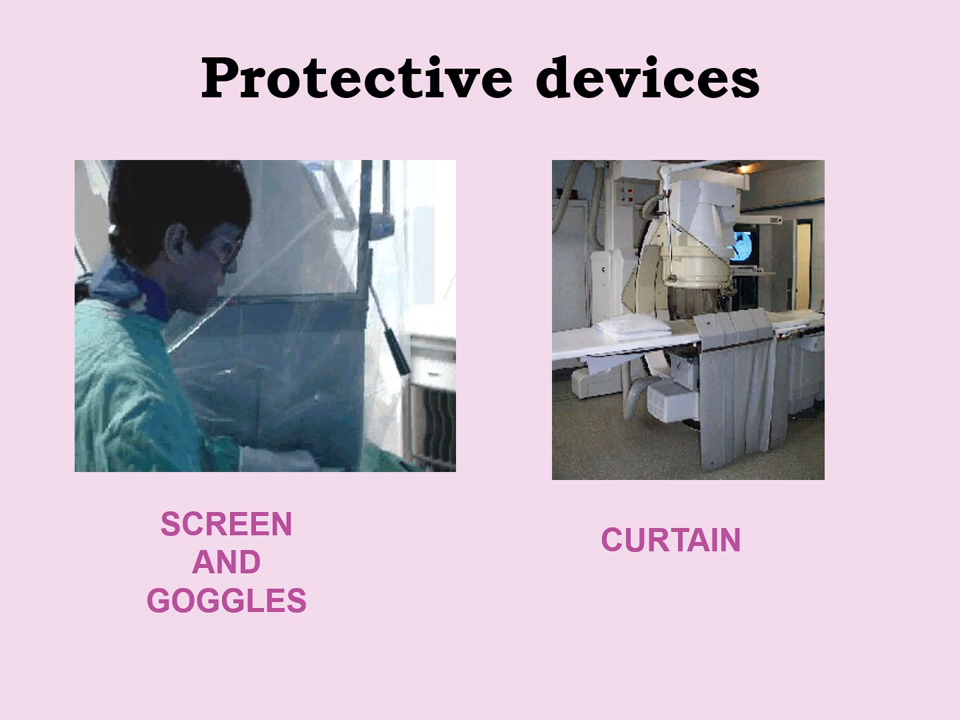 Protective devices
SCREEN
AND
GOGGLES
CURTAIN